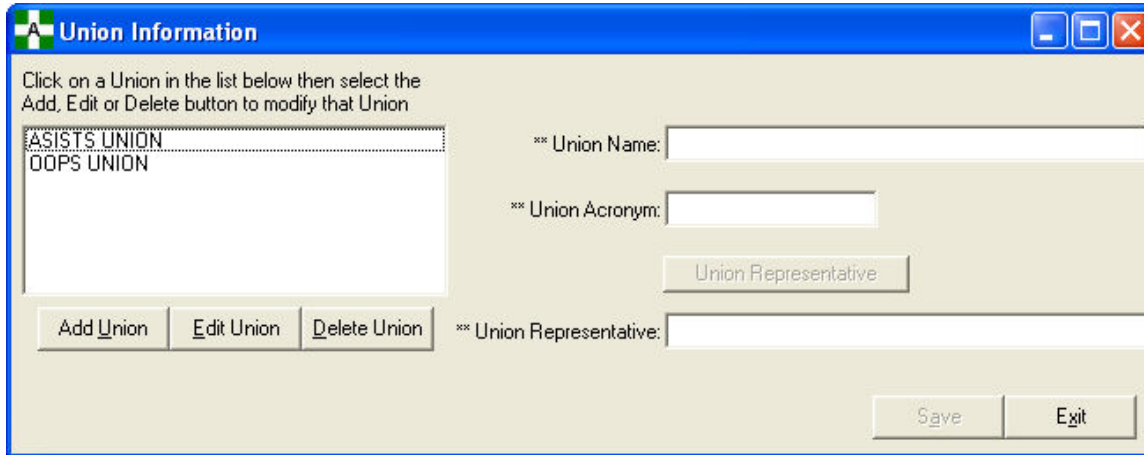 A Union Information
Click on a Union in the list below then select the
Add, Edit or Delete button to modify that Union
ASISTS UNION
OOPS UNION
Add Union
Edit Union
Delete Union
** Union Name:
** Union Acronym:
Union Representative
** Union Representative:
Save
Exit